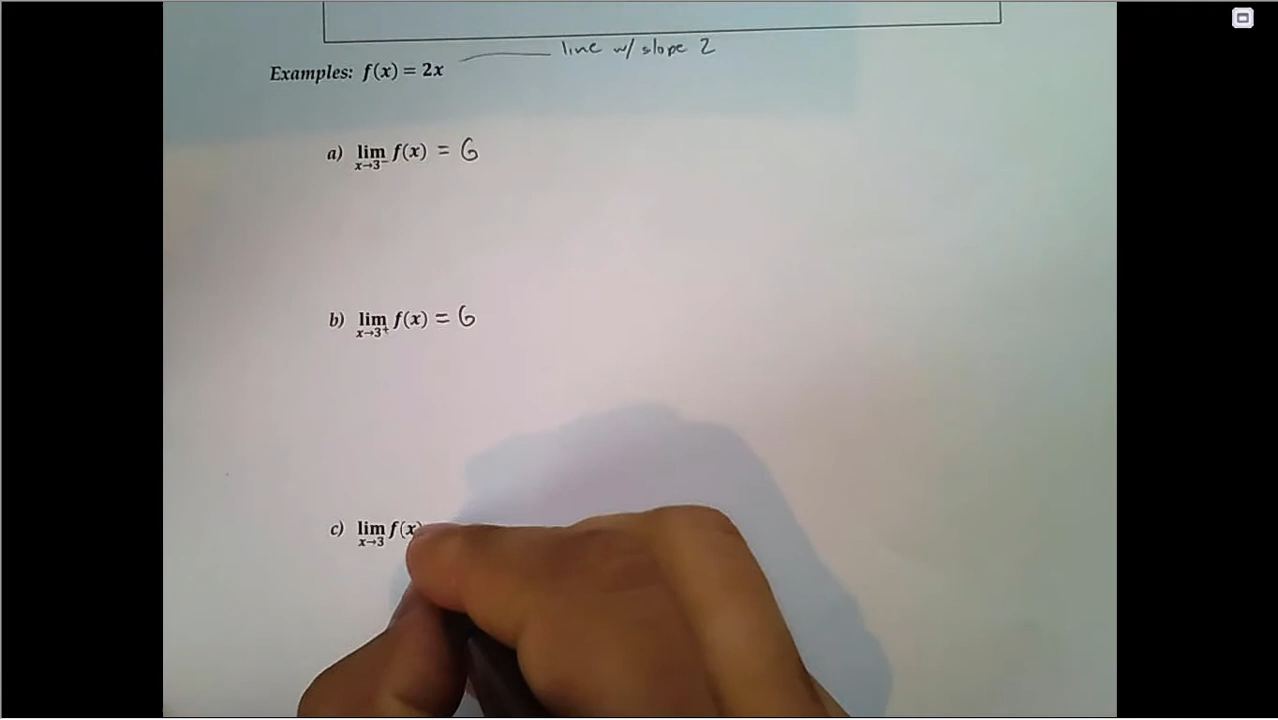 line w/ slope 2
Examples: f(x) = 2x
a) lim f(x) = 6
x→3⁻
b) lim f(x) = 6
x→3⁺
c) lim f(x)
x→3